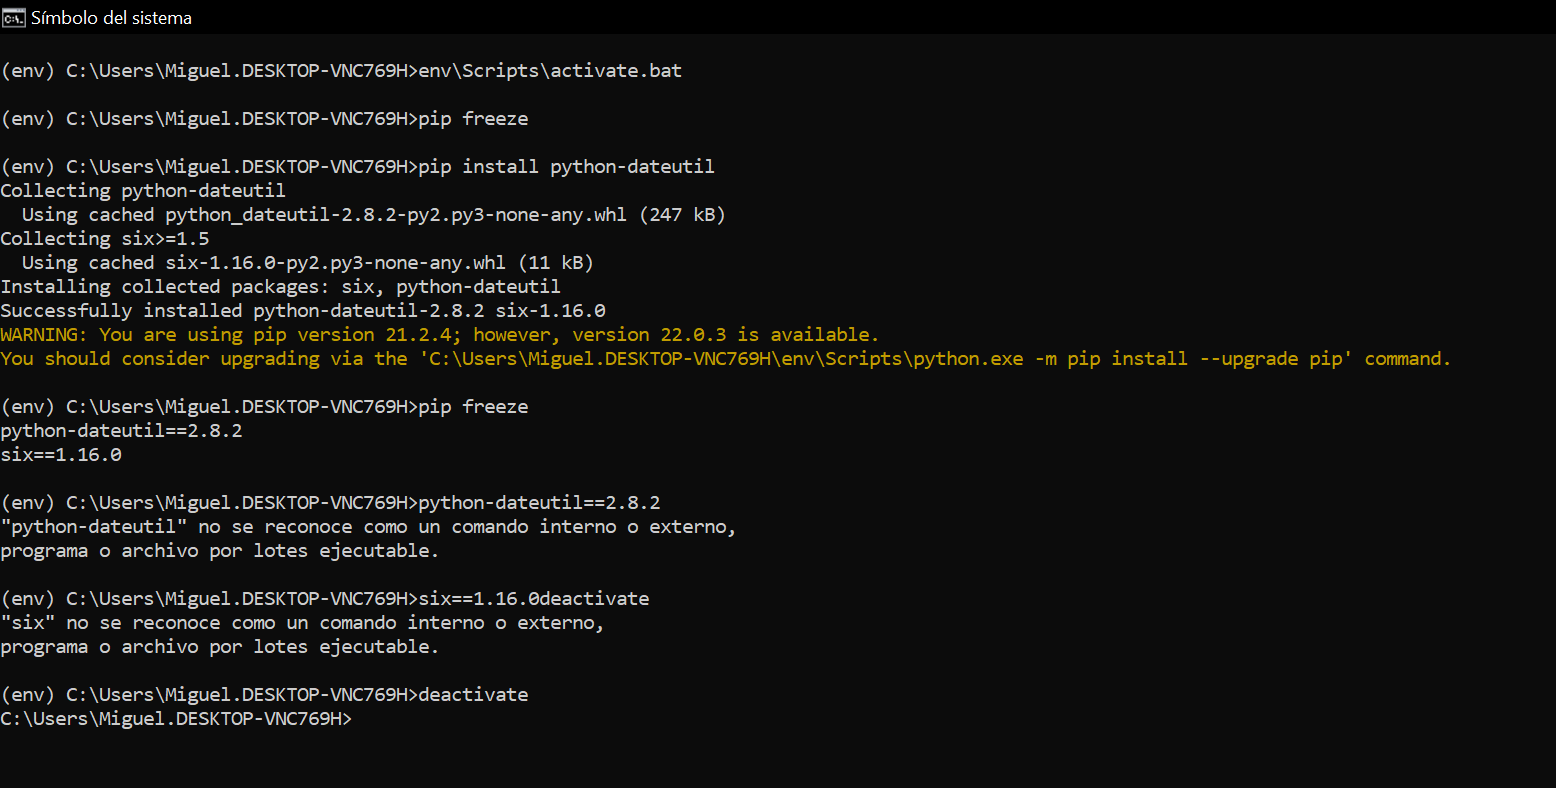 Símbolo del sistema
(env) C:\Users\Miguel.DESKTOP-VNC769H>env\Scripts\activate.bat
(env) C:\Users\Miguel.DESKTOP-VNC769H>pip freeze
(env) C:\Users\Miguel.DESKTOP-VNC769H>pip install python-dateutil
Collecting python-dateutil
  Using cached python_dateutil-2.8.2-py2.py3-none-any.whl (247 kB)
Collecting six>=1.5
  Using cached six-1.16.0-py2.py3-none-any.whl (11 kB)
Installing collected packages: six, python-dateutil
Successfully installed python-dateutil-2.8.2 six-1.16.0
WARNING: You are using pip version 21.2.4; however, version 22.0.3 is available.
You should consider upgrading via the 'C:\Users\Miguel.DESKTOP-VNC769H\env\Scripts\python.exe -m pip install --upgrade pip' command.
(env) C:\Users\Miguel.DESKTOP-VNC769H>pip freeze
python-dateutil==2.8.2
six==1.16.0
(env) C:\Users\Miguel.DESKTOP-VNC769H>python-dateutil==2.8.2
"python-dateutil" no se reconoce como un comando interno o externo,
programa o archivo por lotes ejecutable.
(env) C:\Users\Miguel.DESKTOP-VNC769H>six==1.16.0deactivate
"six" no se reconoce como un comando interno o externo,
programa o archivo por lotes ejecutable.
(env) C:\Users\Miguel.DESKTOP-VNC769H>deactivate
C:\Users\Miguel.DESKTOP-VNC769H>